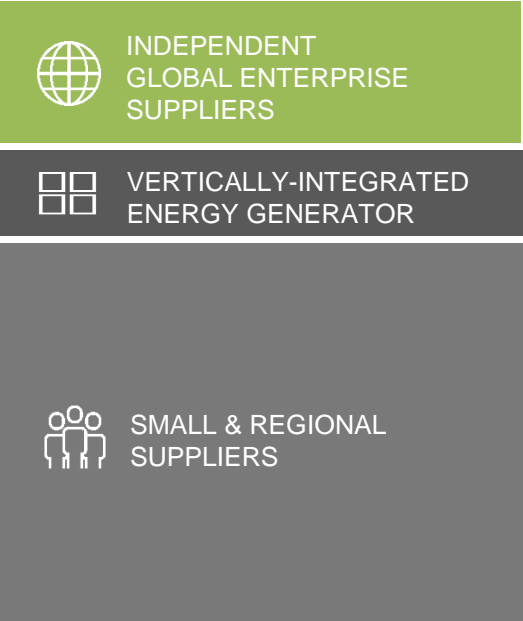 INDEPENDENT
GLOBAL ENTERPRISE
SUPPLIERS
VERTICALLY-INTEGRATED
ENERGY GENERATOR
SMALL & REGIONAL
SUPPLIERS